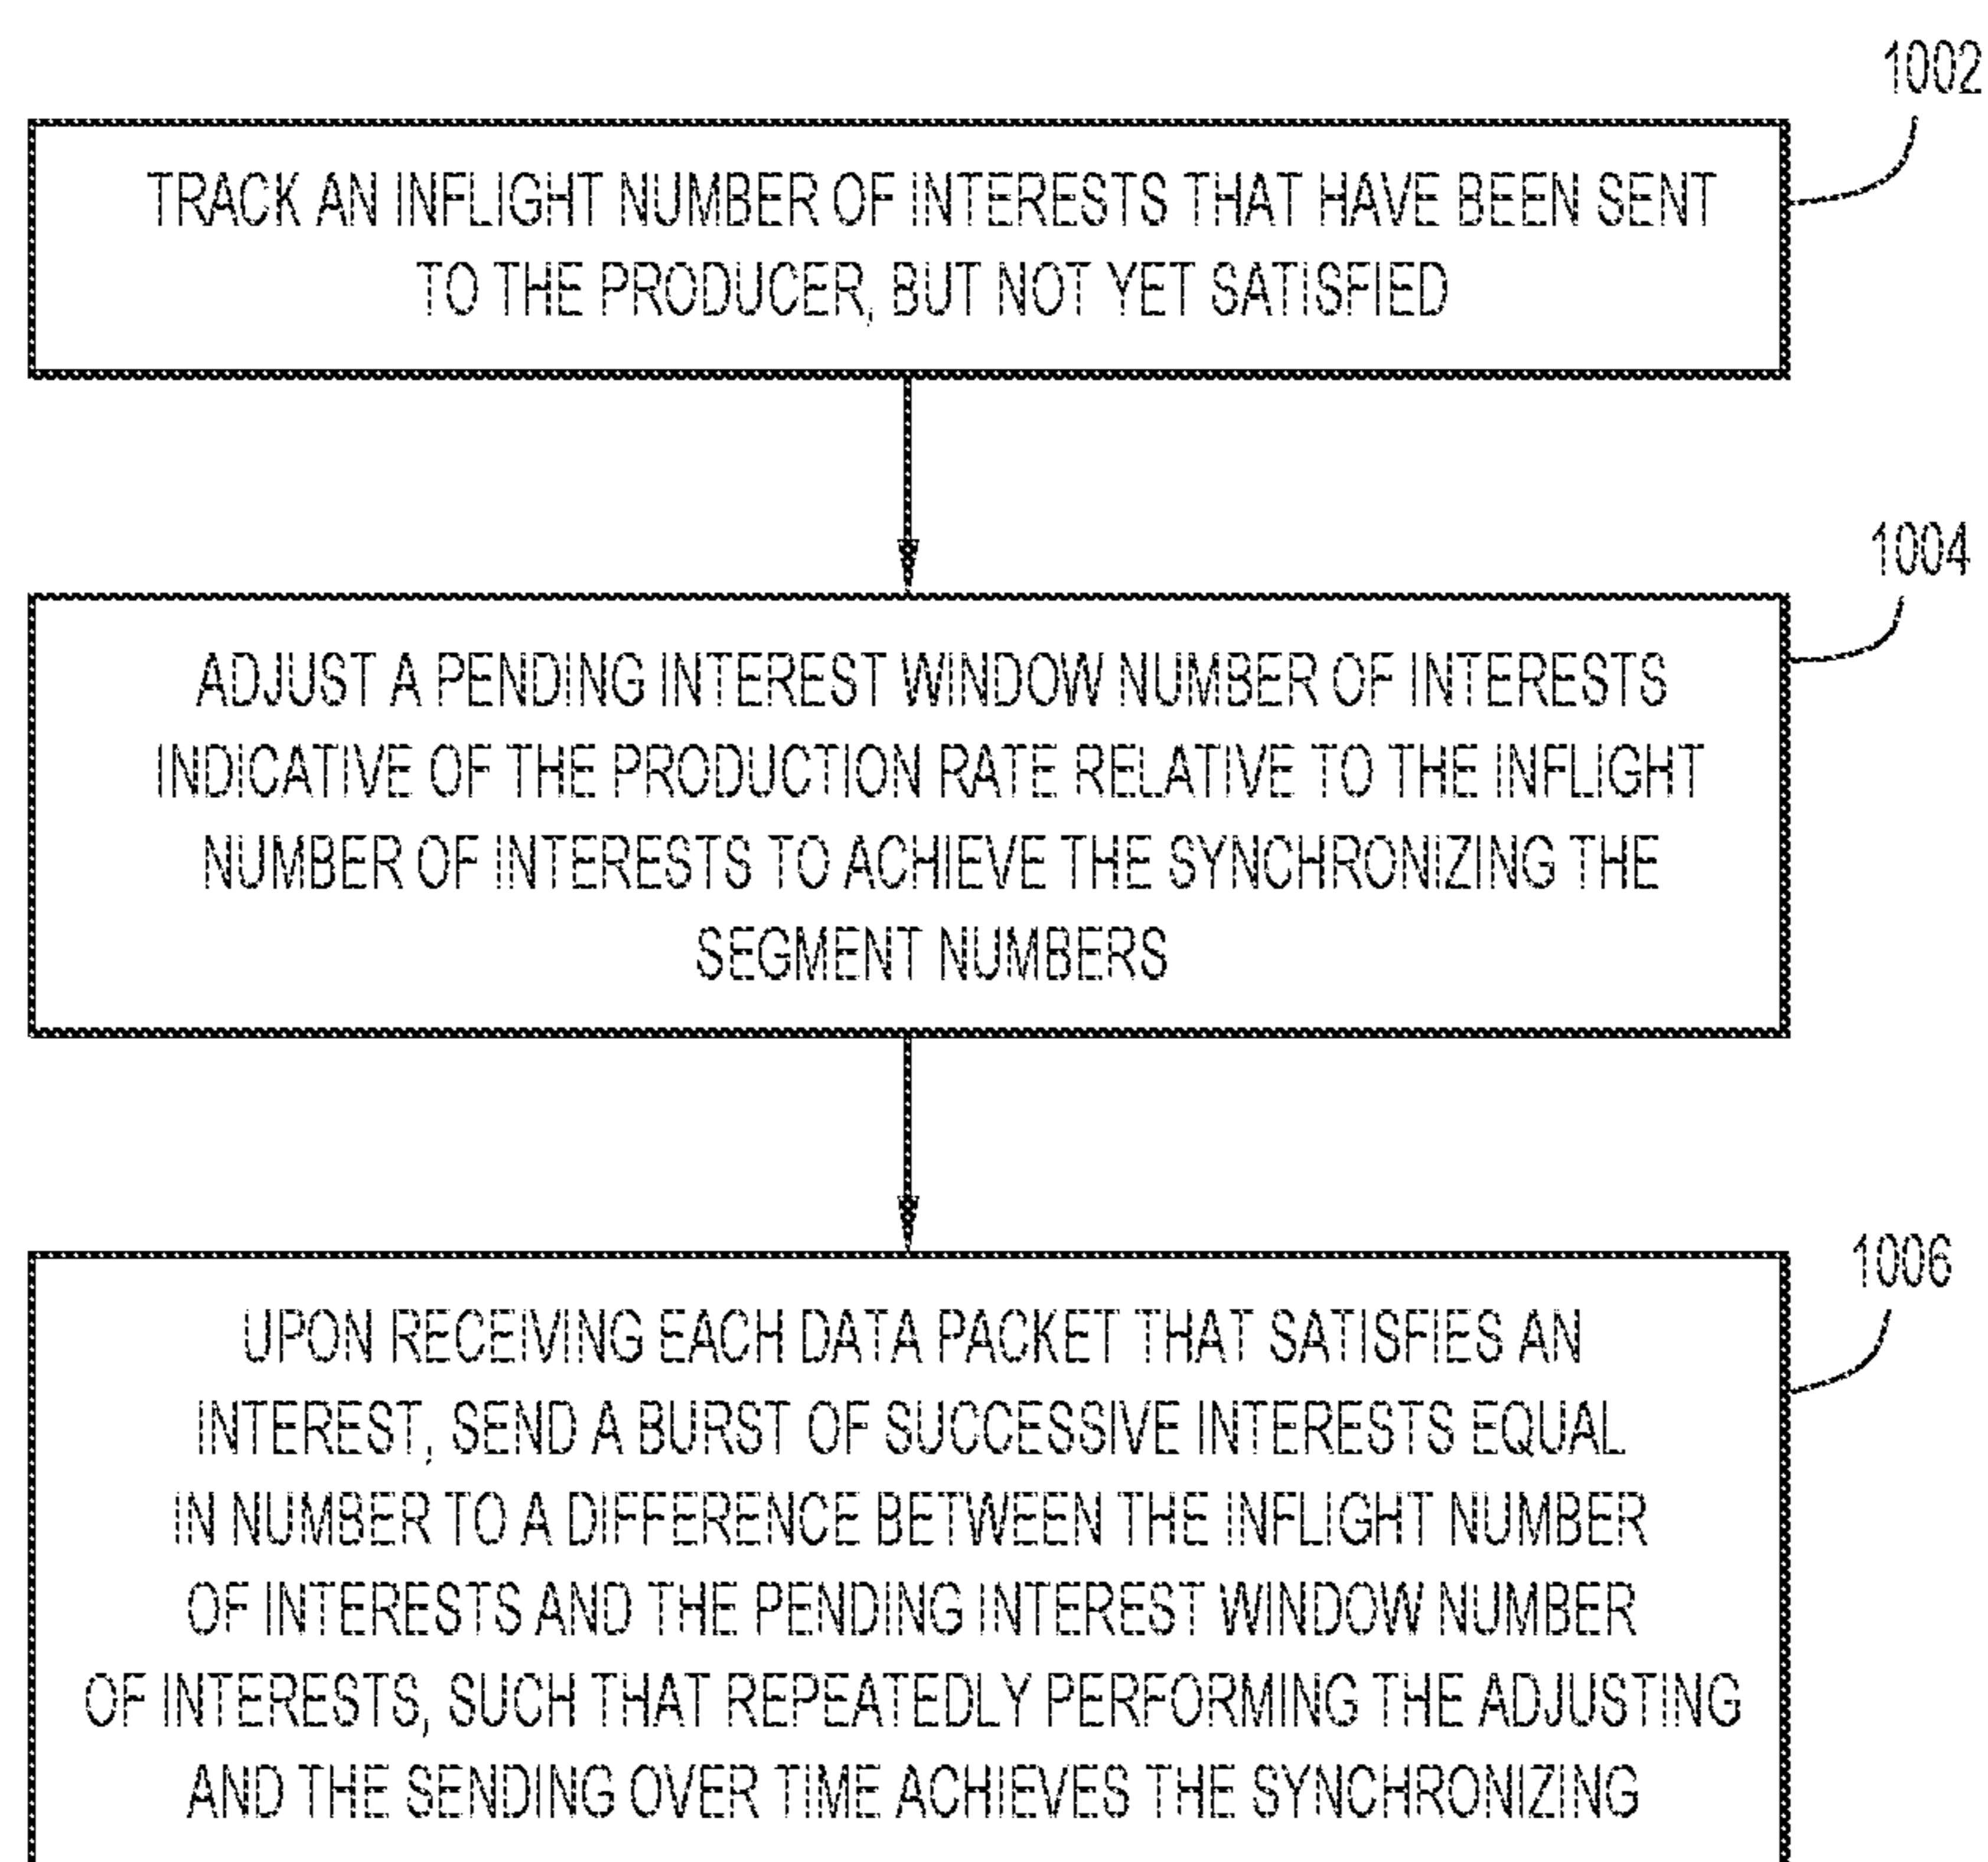 1002
TRACK AN INFLIGHT NUMBER OF INTERESTS THAT HAVE BEEN SENT
TO THE PRODUCER, BUT NOT YET SATISFIED
1004
ADJUST A PENDING INTEREST WINDOW NUMBER OF INTERESTS
INDICATIVE OF THE PRODUCTION RATE RELATIVE TO THE INFLIGHT
NUMBER OF INTERESTS TO ACHIEVE THE SYNCHRONIZING THE
SEGMENT NUMBERS
1006
UPON RECEIVING EACH DATA PACKET THAT SATISFIES AN
INTEREST, SEND A BURST OF SUCCESSIVE INTERESTS EQUAL
IN NUMBER TO A DIFFERENCE BETWEEN THE INFLIGHT NUMBER
OF INTERESTS AND THE PENDING INTEREST WINDOW NUMBER
OF INTERESTS, SUCH THAT REPEATEDLY PERFORMING THE ADJUSTING
AND THE SENDING OVER TIME ACHIEVES THE SYNCHRONIZING